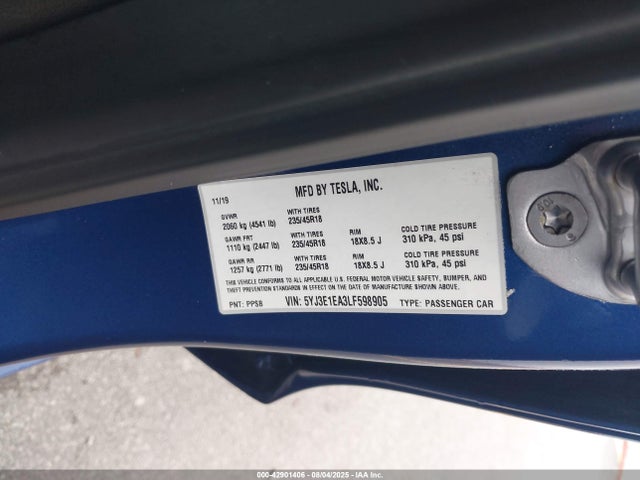 11/19
MFD BY TESLA, INC.
GVWR WITH TIRES
2060 kg (4541 lb) 235/45R18
GAWR FRT WITH TIRES RIM COLD TIRE PRESSURE
1110 kg (2447 lb) 235/45R18 18X8.5 J 310 kPa, 45 psi
GAWR RR WITH TIRES RIM COLD TIRE PRESSURE
1257 kg (2771 lb) 235/45R18 18X8.5 J 310 kPa, 45 psi
THIS VEHICLE CONFORMS TO ALL APPLICABLE U.S. FEDERAL MOTOR VEHICLE SAFETY, BUMPER, AND
THEFT PREVENTION STANDARDS IN EFFECT ON THE DATE OF MANUFACTURE SHOWN ABOVE.
PNT: PPSB VIN: 5YJ3E1EA3LF598905 TYPE: PASSENGER CAR
000-42901406 - 08/04/2025 - COPYRIGHT IAA, LLC.